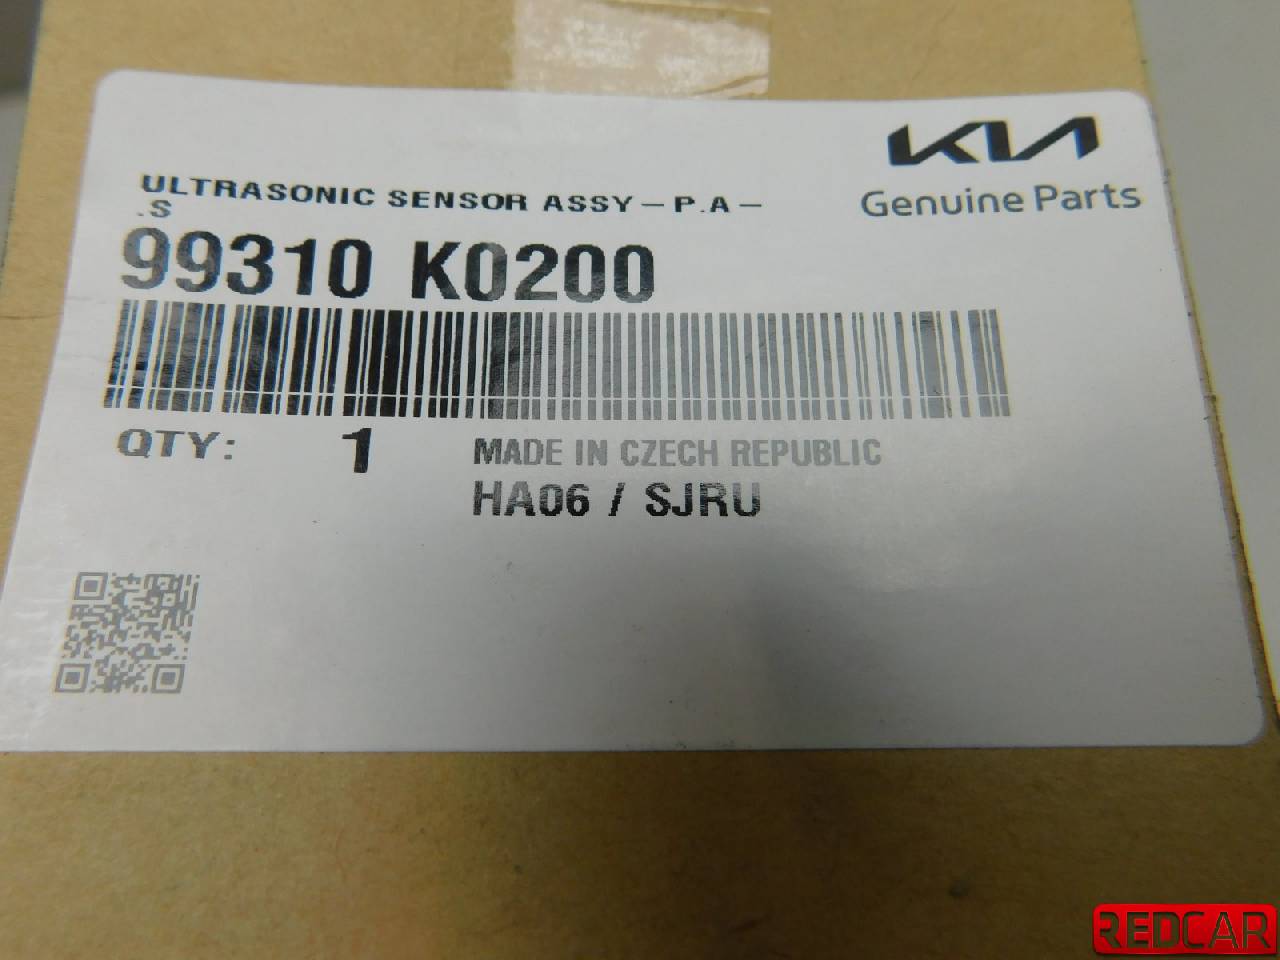 KIA
Genuine Parts
ULTRASONIC SENSOR ASSY-P.A-
.S
99310 K0200
QTY: 1
MADE IN CZECH REPUBLIC
HA06 / SJRU
REDCAR